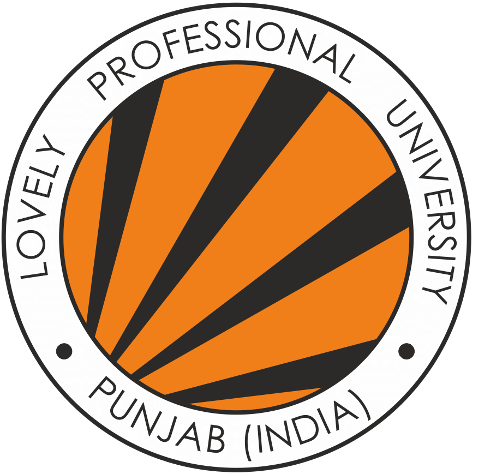 LOVELY PROFESSIONAL UNIVERSITY
PUNJAB (INDIA)